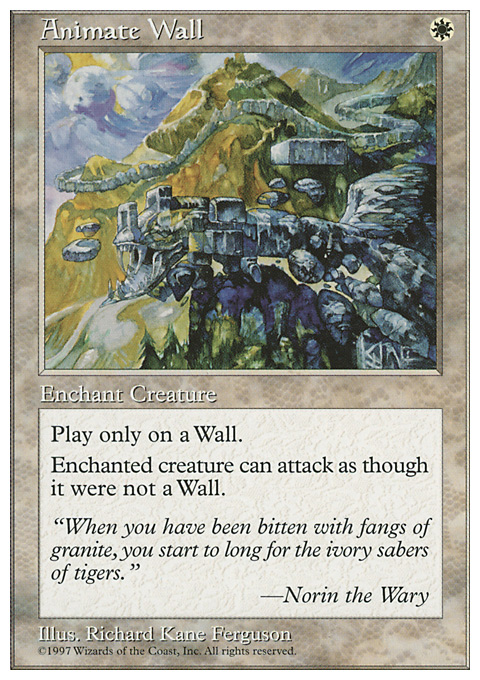 Animate Wall
Enchant Creature
Play only on a Wall.
Enchanted creature can attack as though
it were not a Wall.
"When you have been bitten with fangs of
granite, you start to long for the ivory sabers
of tigers."
—Norin the Wary
Illus. Richard Kane Ferguson
©1997 Wizards of the Coast, Inc. All rights reserved.